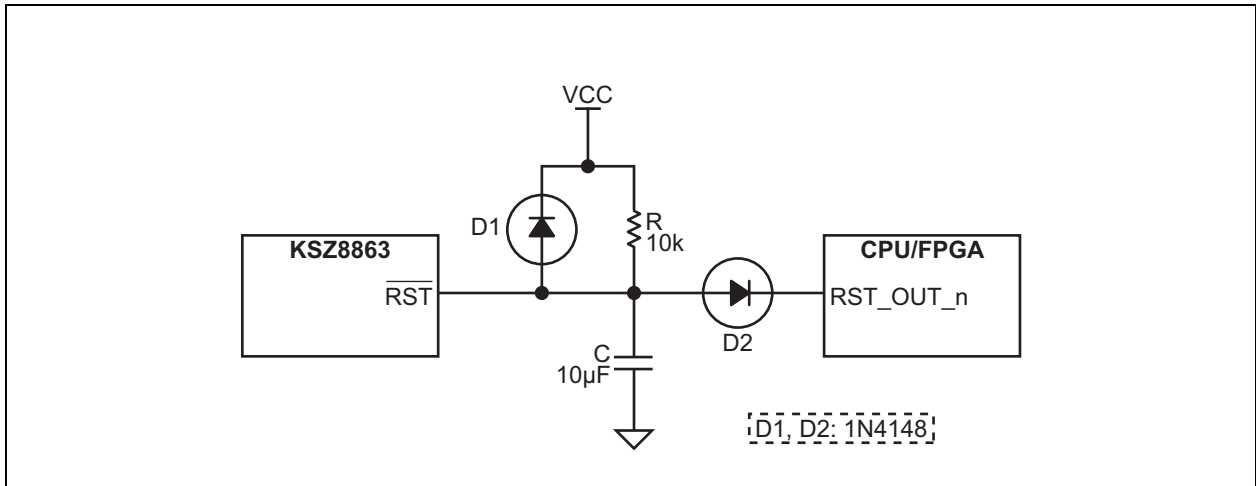 VCC
D1
R
10k
KSZ8863
RST
CPU/FPGA
RST_OUT_n
D2
C
10µF
D1, D2: 1N4148